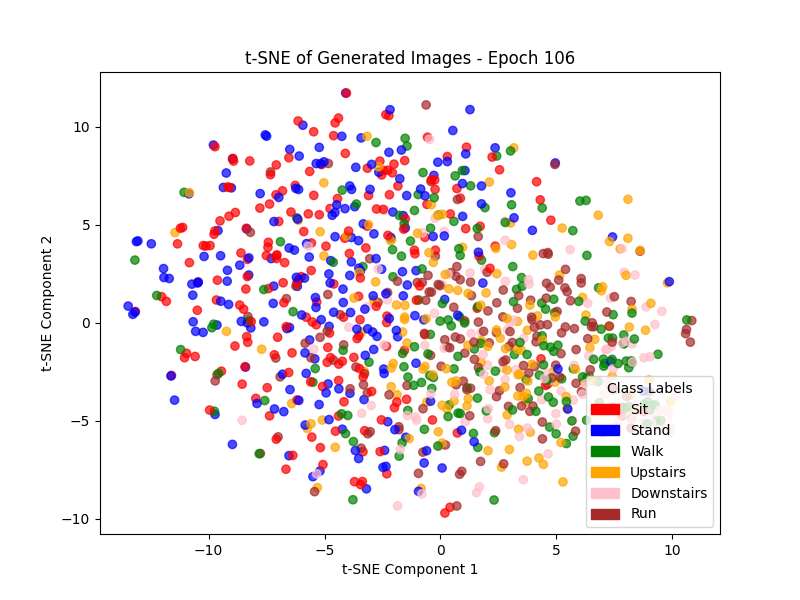 t-SNE of Generated Images - Epoch 106
10
5
0
−5
−10
t-SNE Component 2
−10
−5
0
5
10
t-SNE Component 1
Class Labels
Sit
Stand
Walk
Upstairs
Downstairs
Run